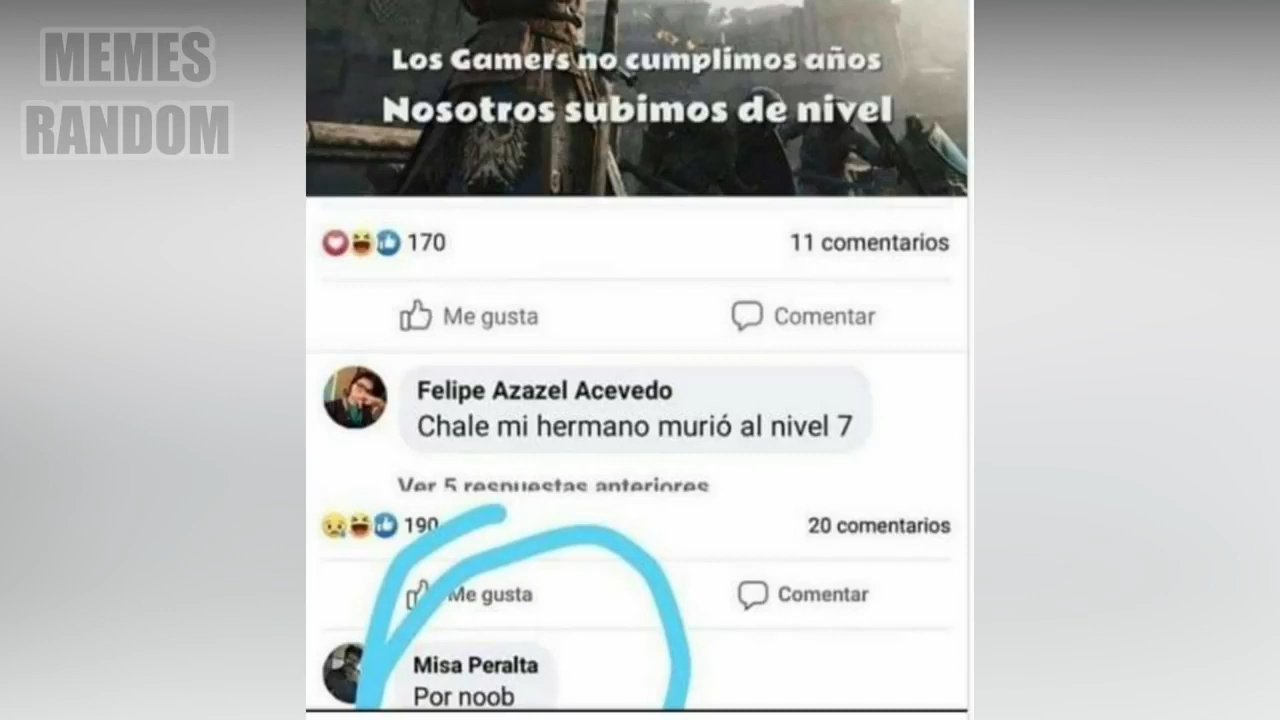 MEMES
RANDOM
Los Gamers no cumplimos años
Nosotros subimos de nivel
170
11 comentarios
Me gusta
Comentar
Felipe Azazel Acevedo
Chale mi hermano murió al nivel 7
Ver 5 respuestas anteriores
190
20 comentarios
Me gusta
Comentar
Misa Peralta
Por noob